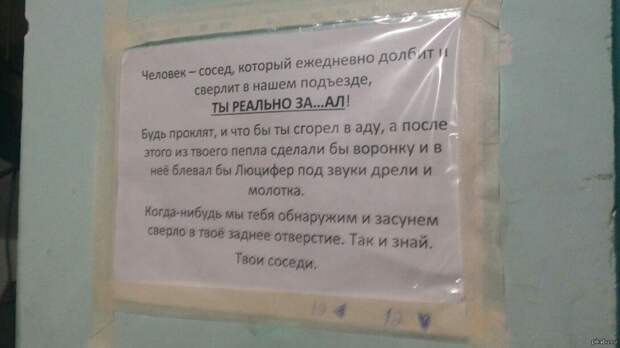 Человек – сосед, который ежедневно долбит и
сверлит в нашем подъезде,
ТЫ РЕАЛЬНО ЗА...АЛ!
Будь проклят, и что бы ты сгорел в аду, а после
этого из твоего пепла сделали бы воронку и в
неё блевал бы Люцифер под звуки дрели и
молотка.
Когда-нибудь мы тебя обнаружим и засунем
сверло в твоё заднее отверстие. Так и знай.
Твои соседи.
12